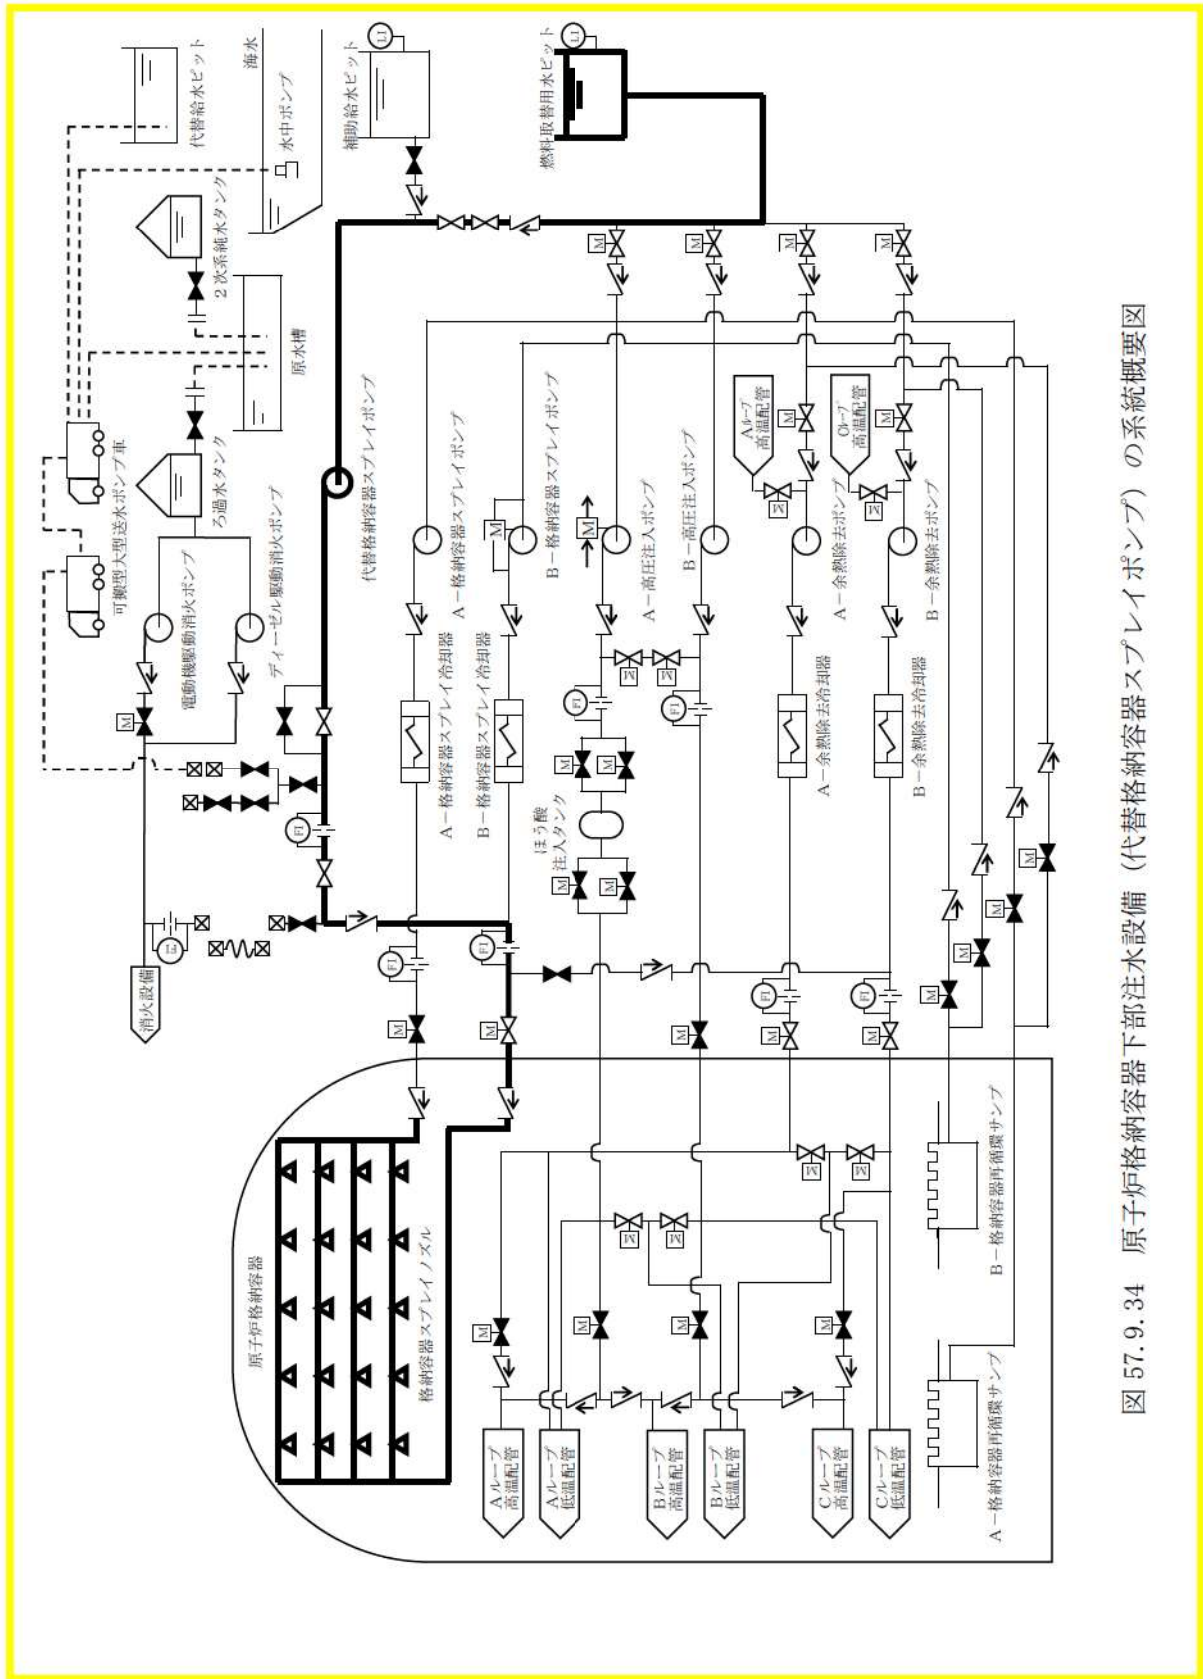 代替給水ピット
海水
水中ポンプ
補助給水ピット
LI
燃料取替用水ピット
LI
2次系純水タンク
原水槽
ろ過水タンク
可搬型大型送水ポンプ車
電動機駆動消火ポンプ
ディーゼル駆動消火ポンプ
M
消火設備
FI
FI
代替格納容器スプレイポンプ
A－格納容器スプレイポンプ
B－格納容器スプレイポンプ
A－高圧注入ポンプ
B－高圧注入ポンプ
A－余熱除去ポンプ
B－余熱除去ポンプ
M
M
M
M
M
M
Aループ
高温配管
Cループ
高温配管
M
M
M
M
A－格納容器スプレイ冷却器
B－格納容器スプレイ冷却器
A－余熱除去冷却器
B－余熱除去冷却器
M
M
FI
FI
M
M
ほう酸
注入タンク
M
M
FI
FI
FI
FI
M
M
M
M
M
M
M
M
M
原子炉格納容器
格納容器スプレイノズル
M
M
M
M
M
M
M
M
Aループ
高温配管
Aループ
低温配管
Bループ
高温配管
Bループ
低温配管
Cループ
高温配管
Cループ
低温配管
B－格納容器再循環サンプ
A－格納容器再循環サンプ
図 57.9.34　原子炉格納容器下部注水設備（代替格納容器スプレイポンプ）の系統概要図